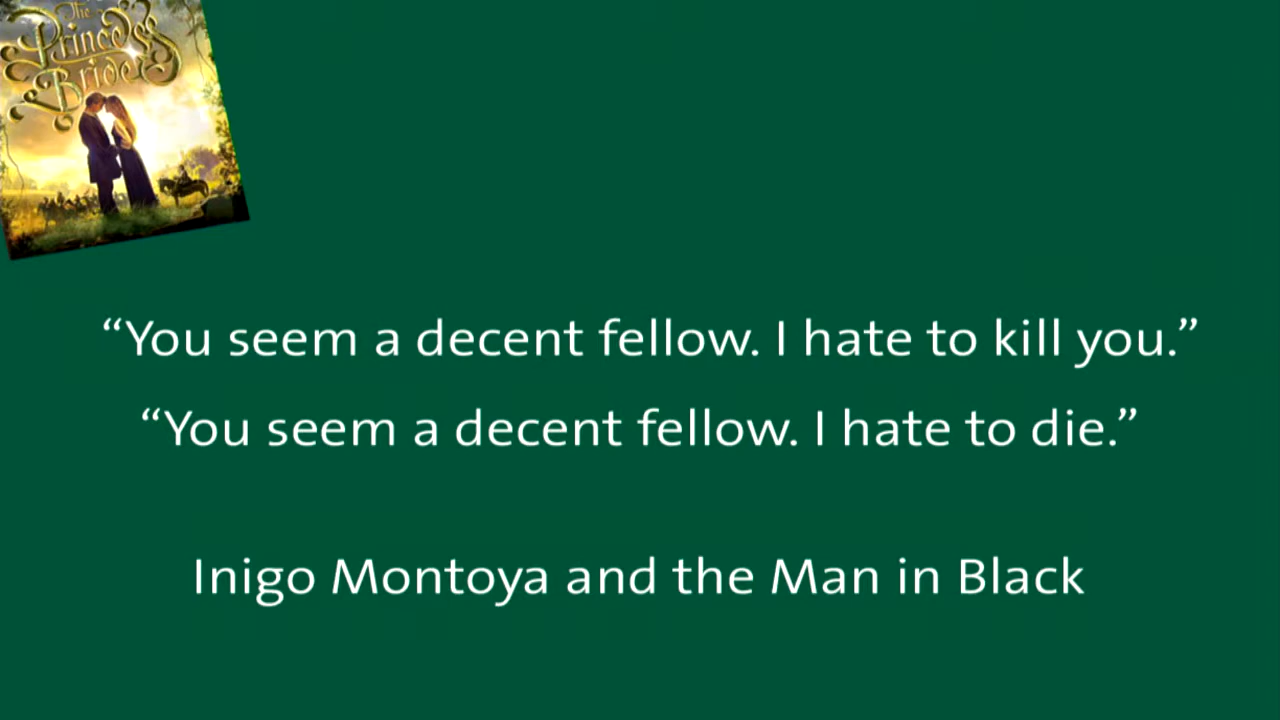 The
Princess
Bride
“You seem a decent fellow. I hate to kill you.”
“You seem a decent fellow. I hate to die.”
Inigo Montoya and the Man in Black